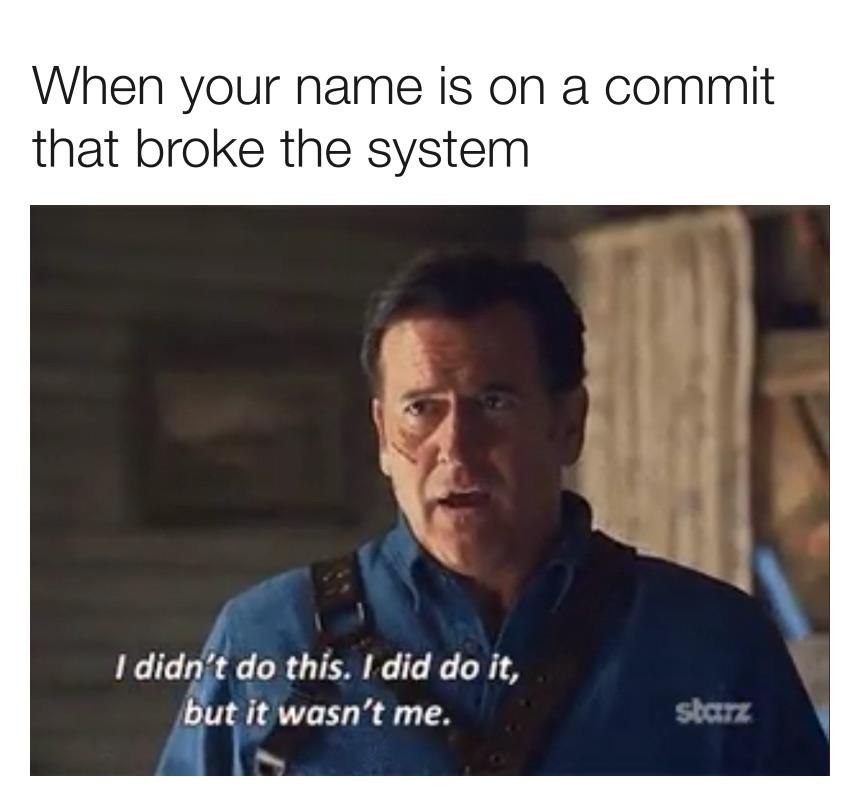 When your name is on a commit
that broke the system
I didn't do this. I did do it,
but it wasn't me.
starz